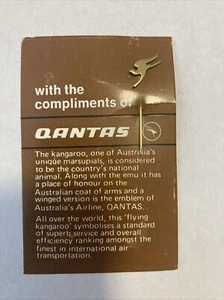 with the
compliments of
QANTAS
The kangaroo, one of Australia's
unique marsupials, is considered
to be the country's national
animal. Along with the emu it has
a place of honour on the
Australian coat of arms and a
winged version is the emblem of
Australia's Airline, QANTAS.
All over the world, this 'flying
kangaroo' symbolises a standard
of superb service and overall
efficiency ranking amongst the
finest in international air
transportation.